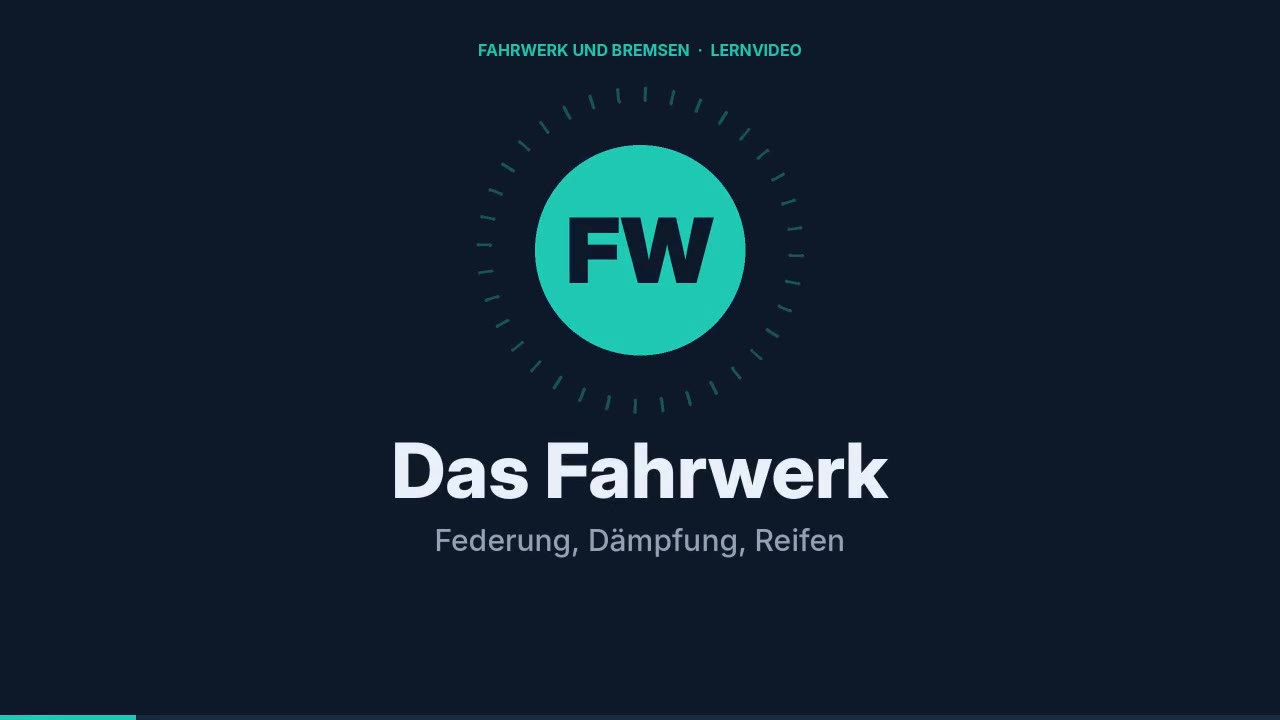 FAHRWERK UND BREMSEN · LERNVIDEO
FW
Das Fahrwerk
Federung, Dämpfung, Reifen